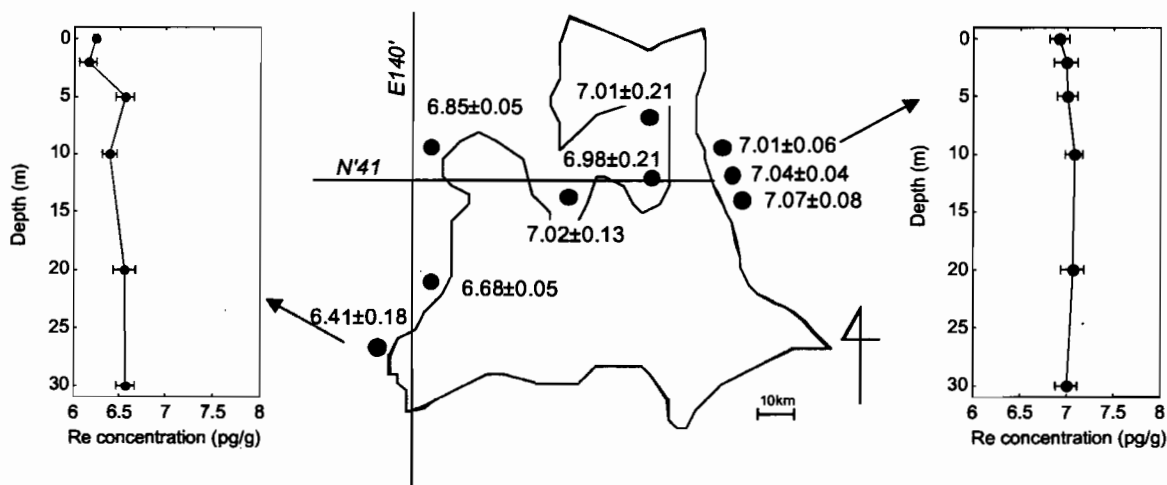 0
5
10
15
20
25
30
Depth (m)
6 6.5 7 7.5 8
Re concentration (pg/g)
E140'
N'41
6.85±0.05
7.01±0.21
6.98±0.21
7.02±0.13
6.68±0.05
6.41±0.18
7.01±0.06
7.04±0.04
7.07±0.08
10km
0
5
10
15
20
25
30
Depth (m)
6 6.5 7 7.5 8
Re concentration (pg/g)